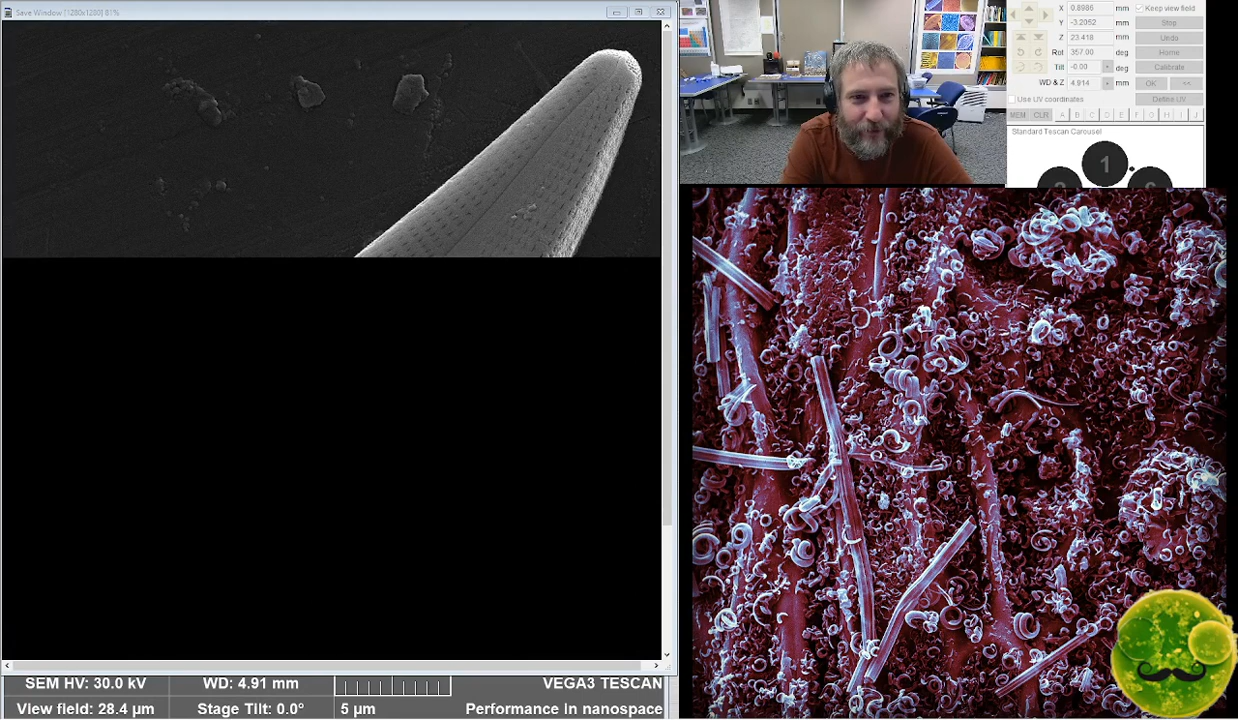 Save Window [1280x1280] 81%
X 0.8986 mm Keep view field
Y -3.2052 mm Stop
Z 23.418 mm Undo
Rot 357.00 deg Home
Tilt -0.00 deg Calibrate
WD & Z 4.914 mm OK <<
Use UV coordinates Define UV
MEM CLR A B C D E F G H I J
Standard Tescan Carousel
1
SEM HV: 30.0 kV WD: 4.91 mm VEGA3 TESCAN
View field: 28.4 µm Stage Tilt: 0.0° 5 µm Performance in nanospace